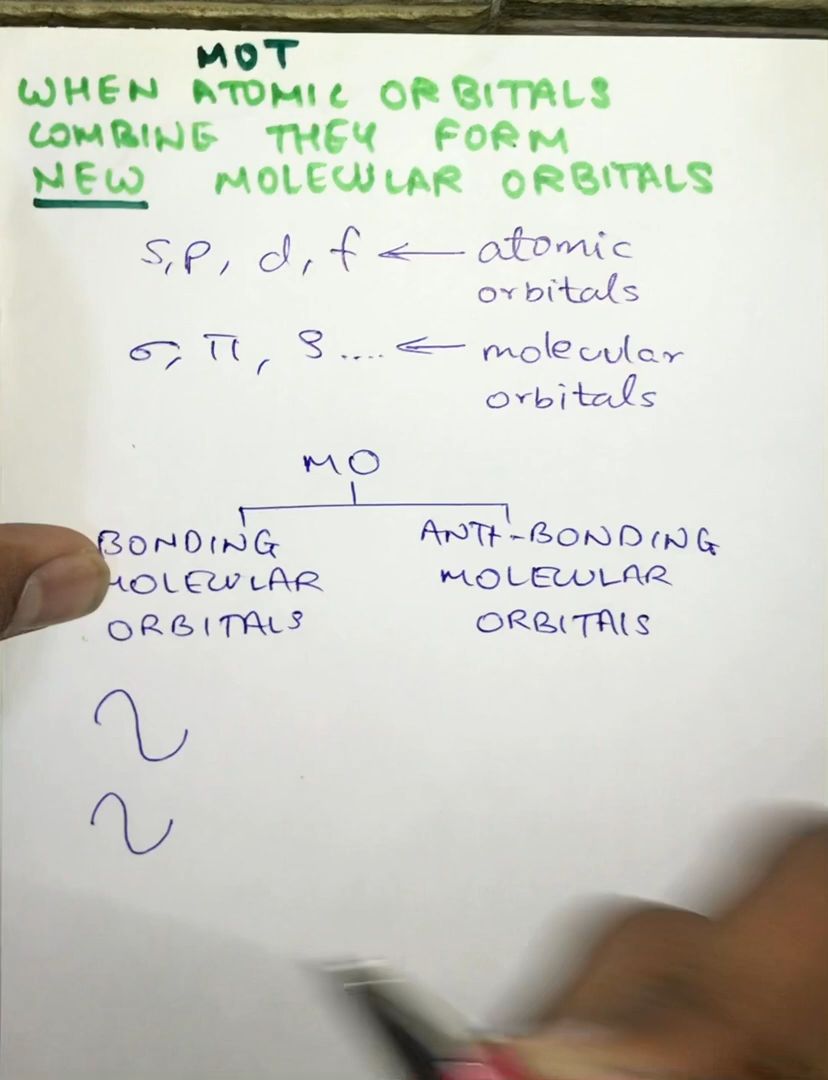 MOT
WHEN ATOMIC ORBITALS
COMBING THEY FORM
NEW MOLECULAR ORBITALS
s, p, d, f ← atomic
orbitals
σ, π, δ .... ← molecular
orbitals
MO
BONDING ANTI-BONDING
MOLECULAR MOLECULAR
ORBITALS ORBITALS